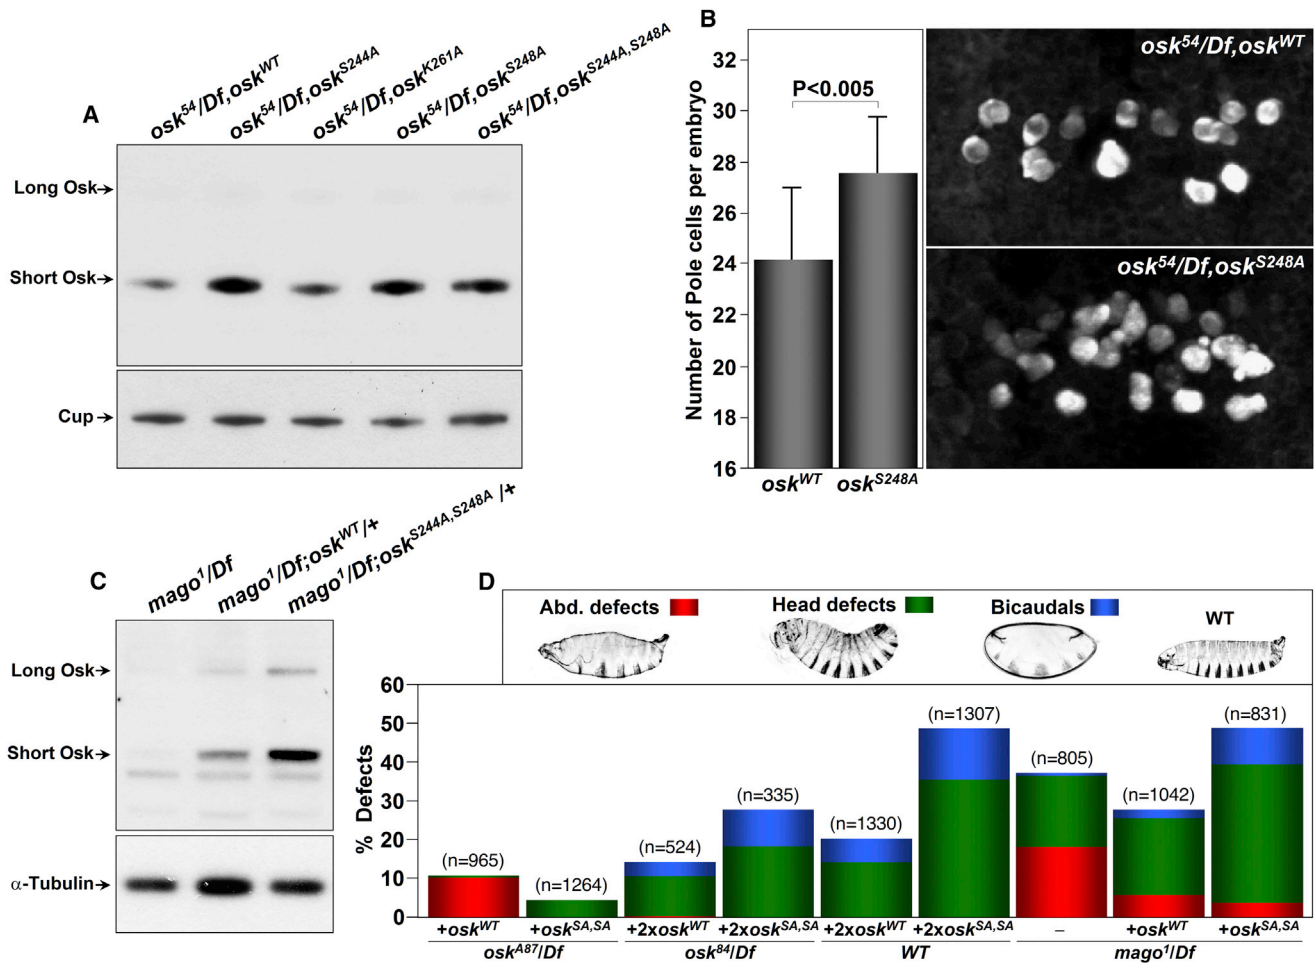 A
osk54/Df,oskWT
osk54/Df,oskS244A
osk54/Df,oskK261A
osk54/Df,oskS248A
osk54/Df,oskS244A,S248A
Long Osk
Short Osk
Cup
B
Number of Pole cells per embryo
32
30
28
26
24
22
20
18
16
P<0.005
oskWT
oskS248A
osk54/Df,oskWT
osk54/Df,oskS248A
C
mago1/Df
mago1/Df;oskWT/+
mago1/Df;oskS244A,S248A/+
Long Osk
Short Osk
α-Tubulin
D
Abd. defects
Head defects
Bicaudals
WT
% Defects
60
50
40
30
20
10
0
(n=965)
(n=1264)
(n=524)
(n=335)
(n=1330)
(n=1307)
(n=805)
(n=1042)
(n=831)
+oskWT
+oskSA,SA
+2xoskWT
+2xoskSA,SA
+2xoskWT
+2xoskSA,SA
–
+oskWT
+oskSA,SA
oskA87/Df
osk84/Df
WT
mago1/Df